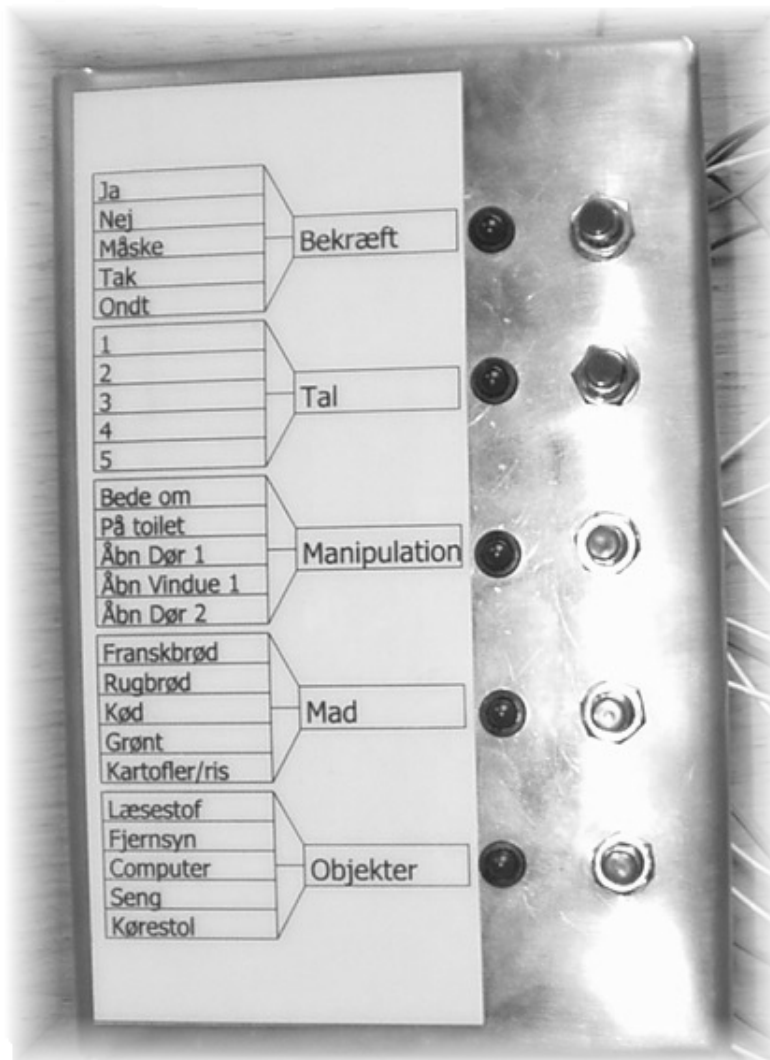 Ja
Nej
Måske
Tak
Ondt
Bekræft
1
2
3
4
5
Tal
Bede om
På toilet
Åbn Dør 1
Åbn Vindue 1
Åbn Dør 2
Manipulation
Franskbrød
Rugbrød
Kød
Grønt
Kartofler/ris
Mad
Læsestof
Fjernsyn
Computer
Seng
Kørestol
Objekter